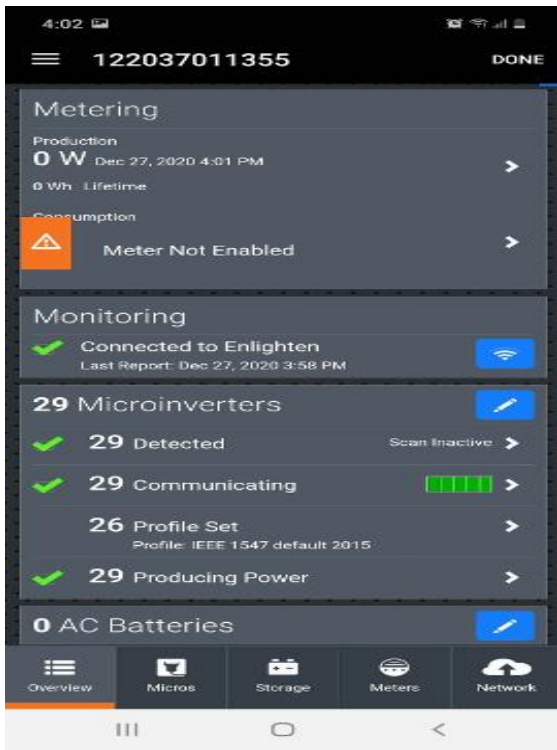 4:02
122037011355 DONE
Metering
Production
0 W Dec 27, 2020 4:01 PM
0 Wh Lifetime
Consumption
Meter Not Enabled
Monitoring
Connected to Enlighten
Last Report: Dec 27, 2020 3:58 PM
29 Microinverters
29 Detected Scan Inactive
29 Communicating
26 Profile Set
Profile: IEEE 1547 default 2015
29 Producing Power
0 AC Batteries
Overview Micros Storage Meters Network